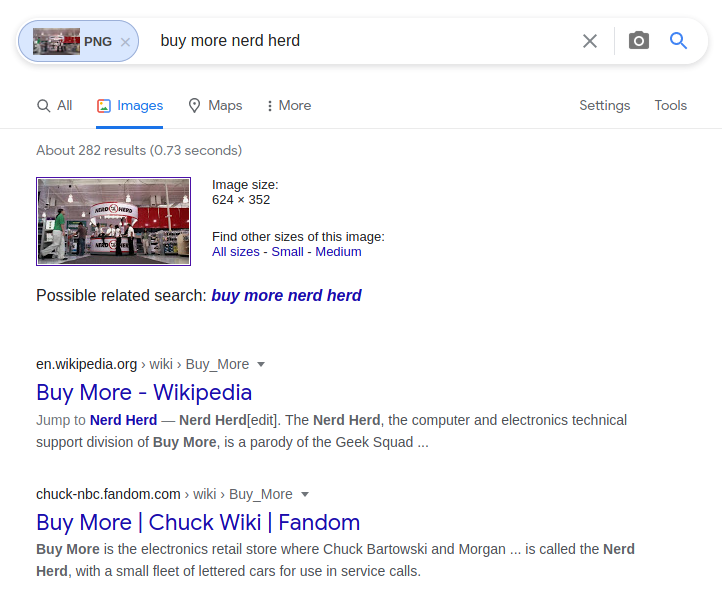 PNG × buy more nerd herd
All Images Maps More Settings Tools
About 282 results (0.73 seconds)
NERD HERD
NERD HERD
Image size:
624 × 352
Find other sizes of this image:
All sizes - Small - Medium
Possible related search: buy more nerd herd
en.wikipedia.org › wiki › Buy_More
Buy More - Wikipedia
Jump to Nerd Herd — Nerd Herd[edit]. The Nerd Herd, the computer and electronics technical
support division of Buy More, is a parody of the Geek Squad ...
chuck-nbc.fandom.com › wiki › Buy_More
Buy More | Chuck Wiki | Fandom
Buy More is the electronics retail store where Chuck Bartowski and Morgan ... is called the Nerd
Herd, with a small fleet of lettered cars for use in service calls.